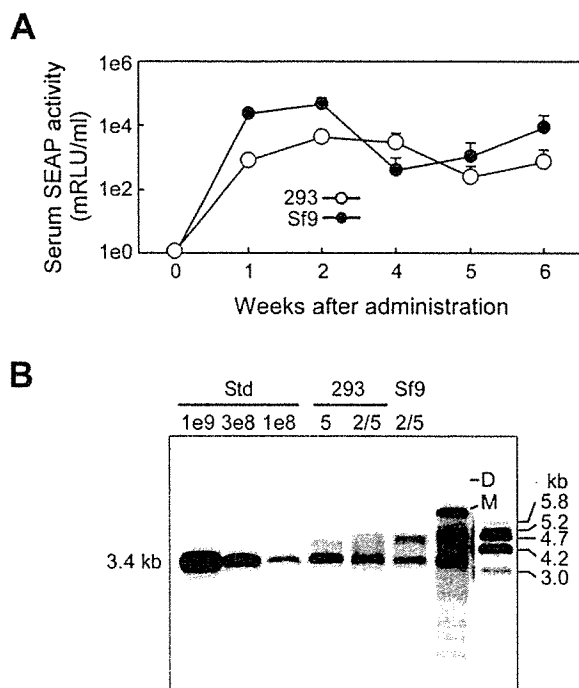 A
Serum SEAP activity
(mRLU/ml)
1e6
1e4
1e2
1e0
293
Sf9
0 1 2 4 5 6
Weeks after administration
B
Std 293 Sf9
1e9 3e8 1e8 5 2/5 2/5
D kb
M 5.8
5.2
4.7
3.4 kb 4.2
3.0